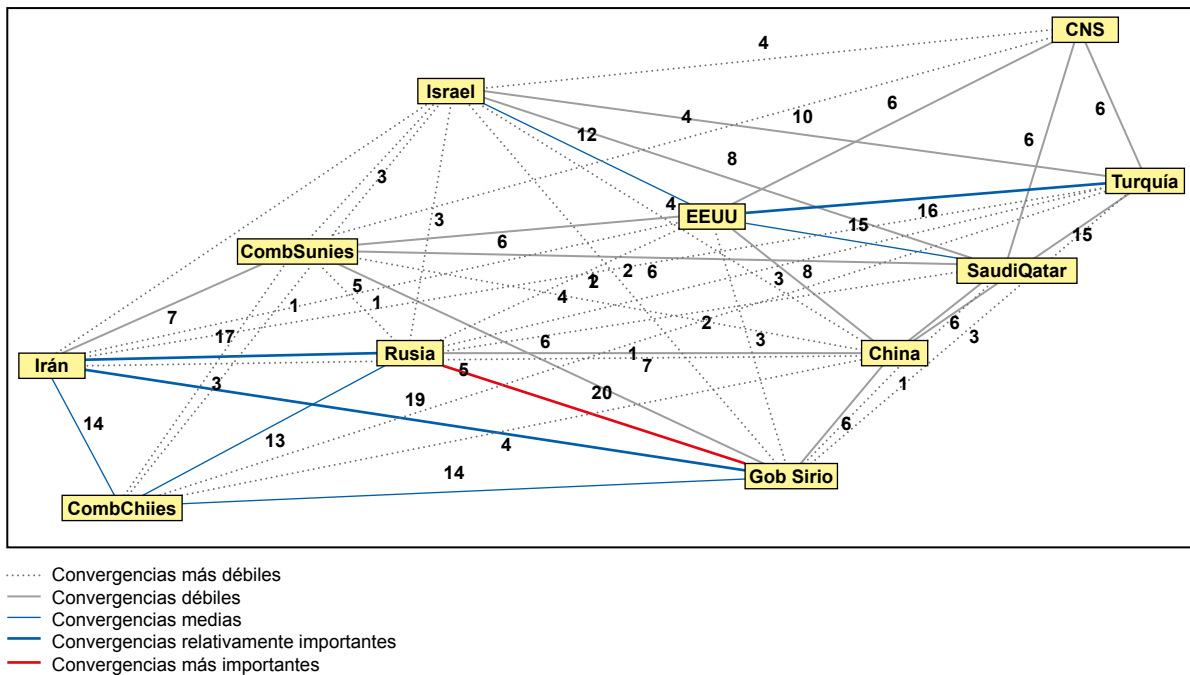 CNS
4
Israel
6
10
4
6
12
6
8
3
Turquía
4
16
EEUU
3
15
15
CombSunies
6
SaudiQatar
2
6
8
3
5
2
4
1
1
7
6
2
17
6
3
3
Irán
Rusia
1
China
5
7
3
1
20
19
14
6
13
4
14
Gob Sirio
CombChiies
Convergencias más débiles
Convergencias débiles
Convergencias medias
Convergencias relativamente importantes
Convergencias más importantes